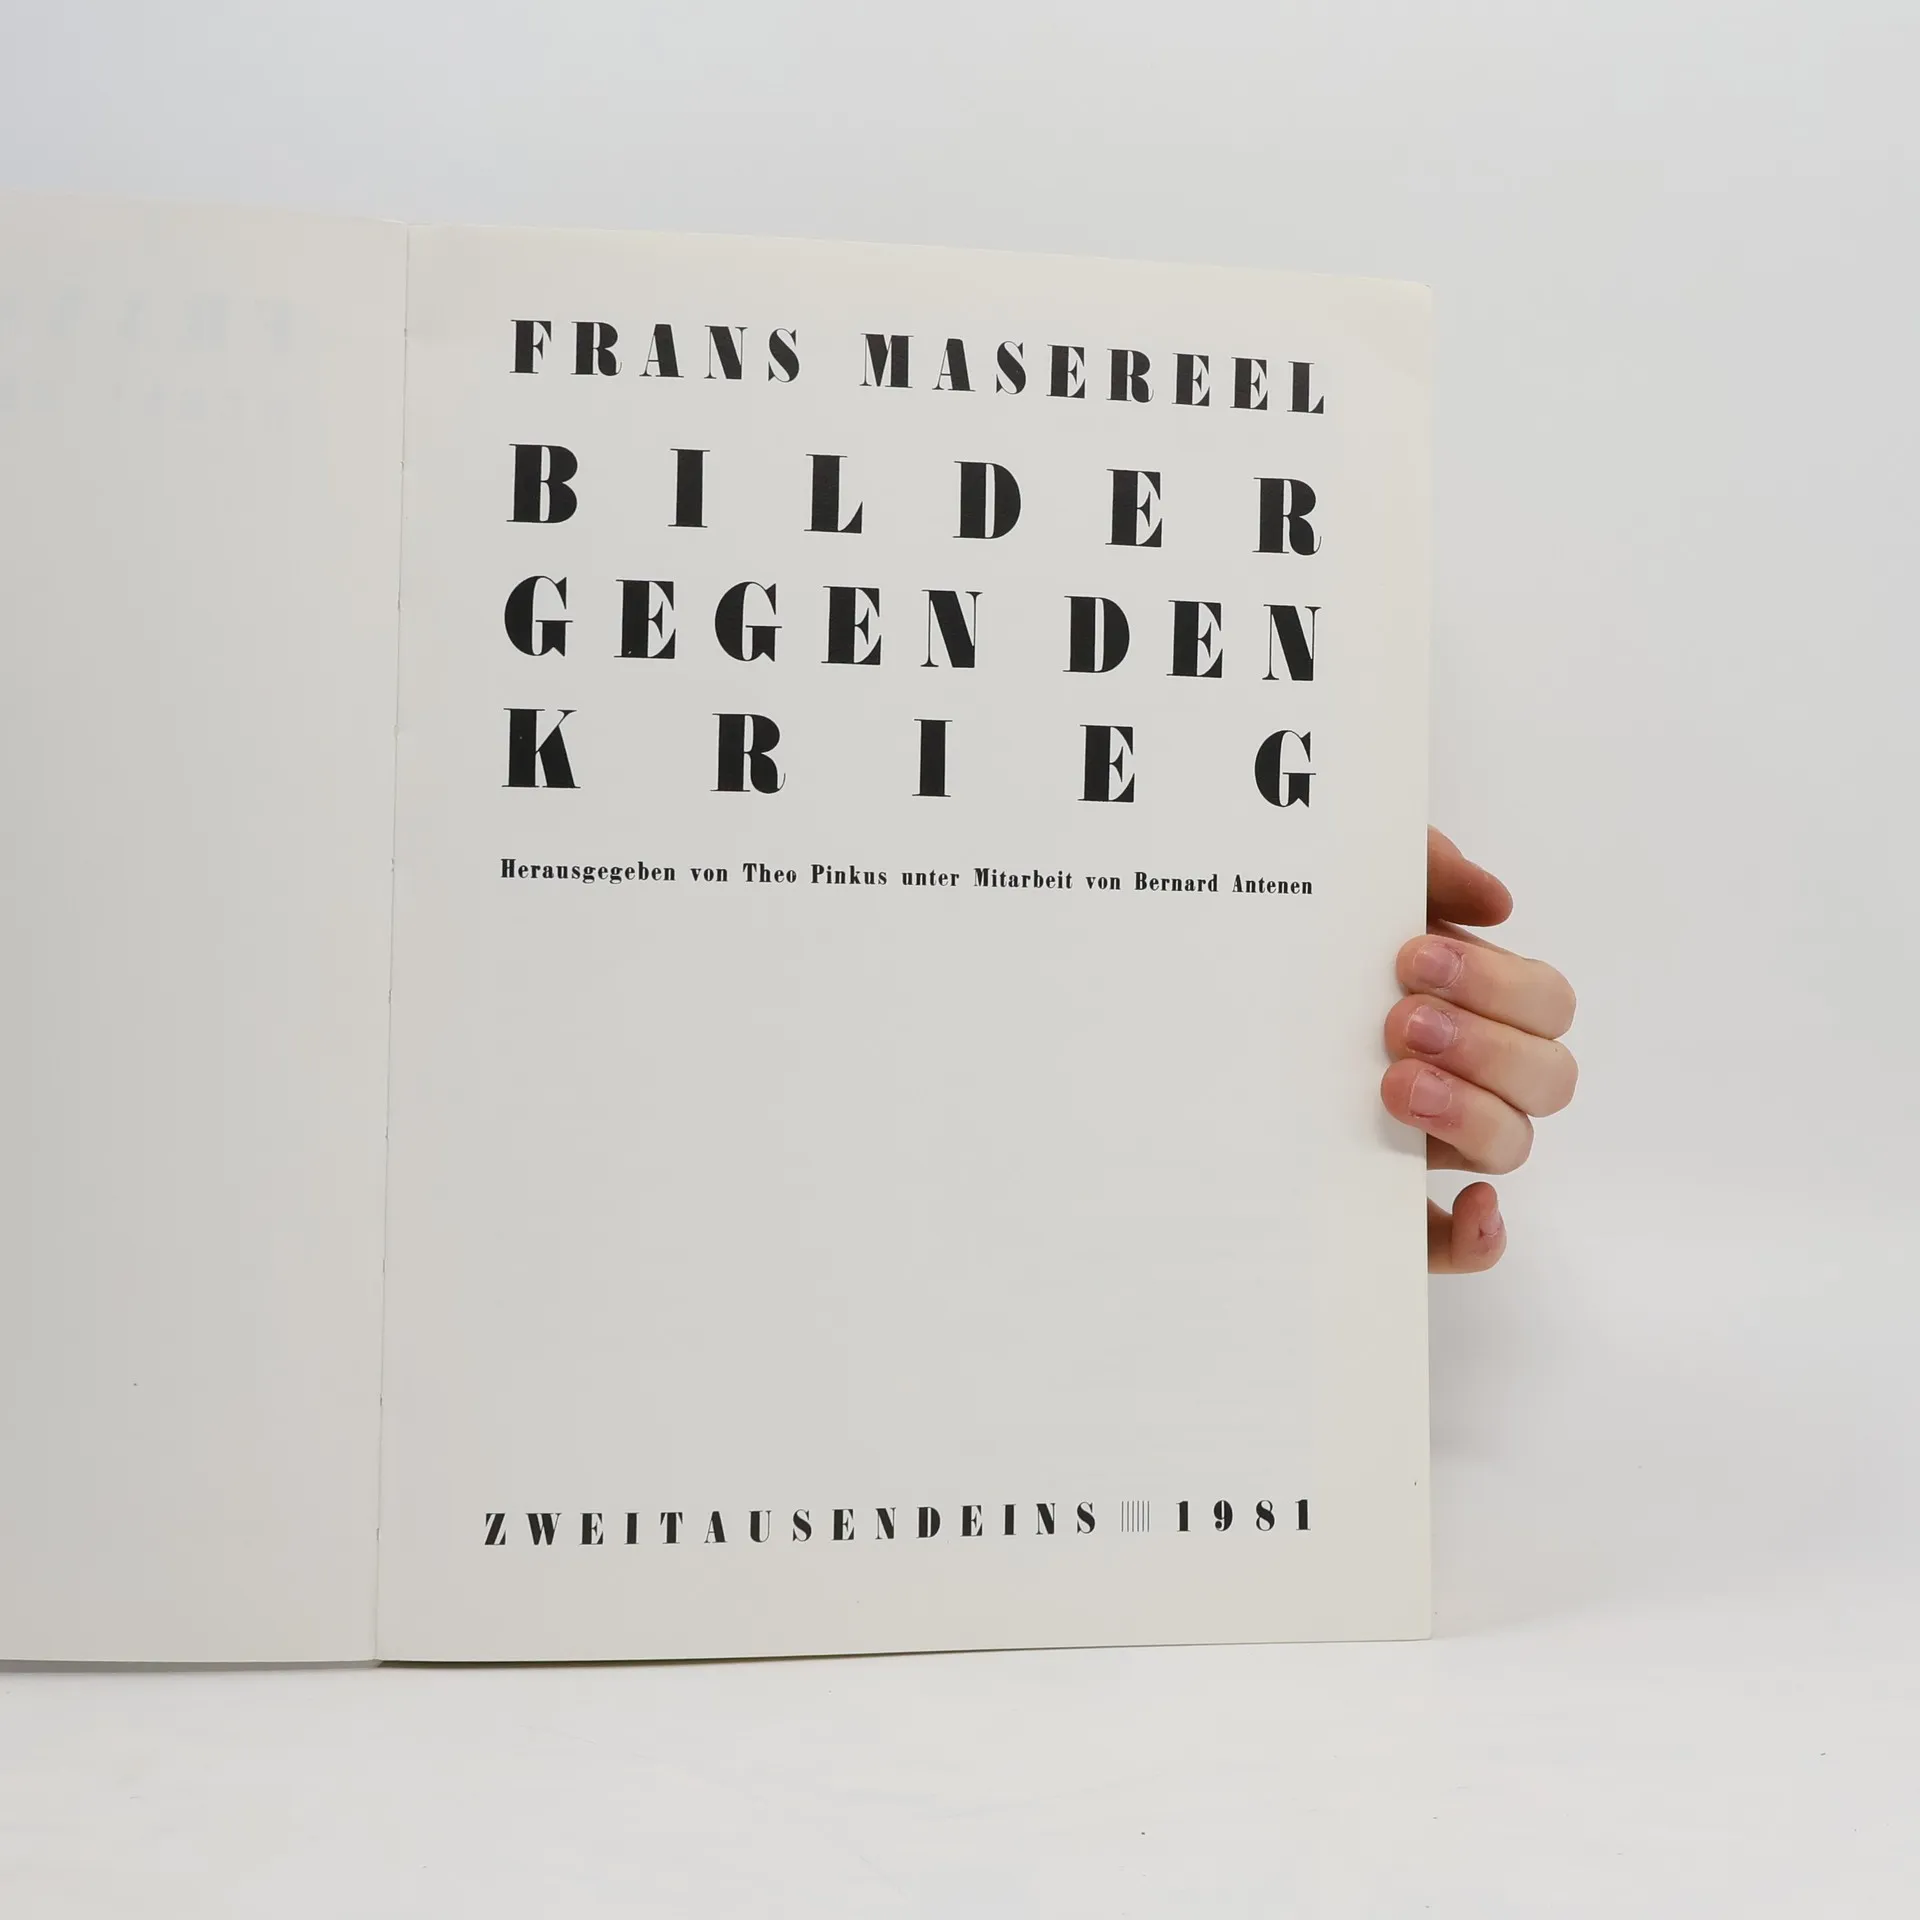 FRANS MASEREEL
BILDER
GEGEN DEN
KRIEG
Herausgegeben von Theo Pinkus unter Mitarbeit von Bernard Antenen
ZWEITAUSENDEINS |||||| 1981